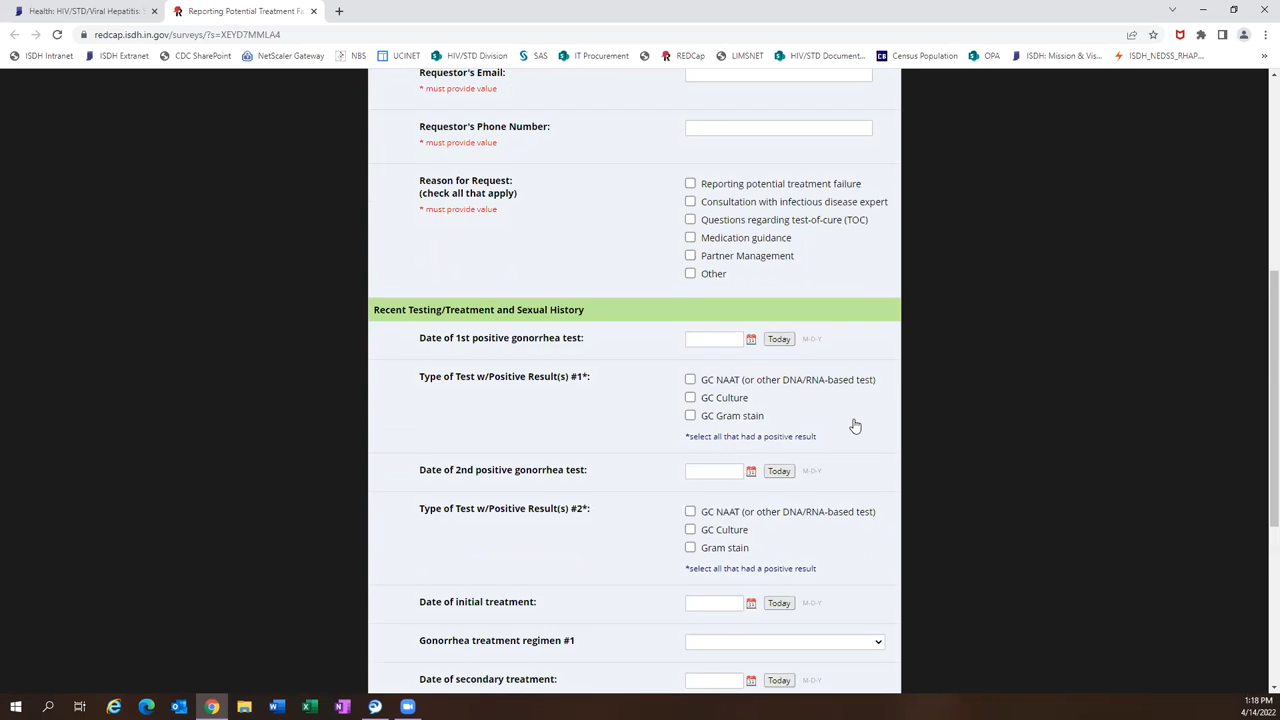 Health: HIV/STD/Viral Hepatitis: S
Reporting Potential Treatment Fa
redcap.isdh.in.gov/surveys/?s=XEYD7MMLA4
ISDH Intranet
ISDH Extranet
CDC SharePoint
NetScaler Gateway
NBS
UCINET
HIV/STD Division
SAS
IT Procurement
REDCap
LIMSNET
HIV/STD Document...
Census Population
OPA
ISDH: Mission & Vis...
ISDH_NEDSS_RHAP...
Requestor's Email:
* must provide value
Requestor's Phone Number:
* must provide value
Reason for Request:
(check all that apply)
* must provide value
Reporting potential treatment failure
Consultation with infectious disease expert
Questions regarding test-of-cure (TOC)
Medication guidance
Partner Management
Other
Recent Testing/Treatment and Sexual History
Date of 1st positive gonorrhea test:
Today M-D-Y
Type of Test w/Positive Result(s) #1*:
GC NAAT (or other DNA/RNA-based test)
GC Culture
GC Gram stain
*select all that had a positive result
Date of 2nd positive gonorrhea test:
Today M-D-Y
Type of Test w/Positive Result(s) #2*:
GC NAAT (or other DNA/RNA-based test)
GC Culture
Gram stain
*select all that had a positive result
Date of initial treatment:
Today M-D-Y
Gonorrhea treatment regimen #1
Date of secondary treatment:
Today M-D-Y
1:18 PM
4/14/2022